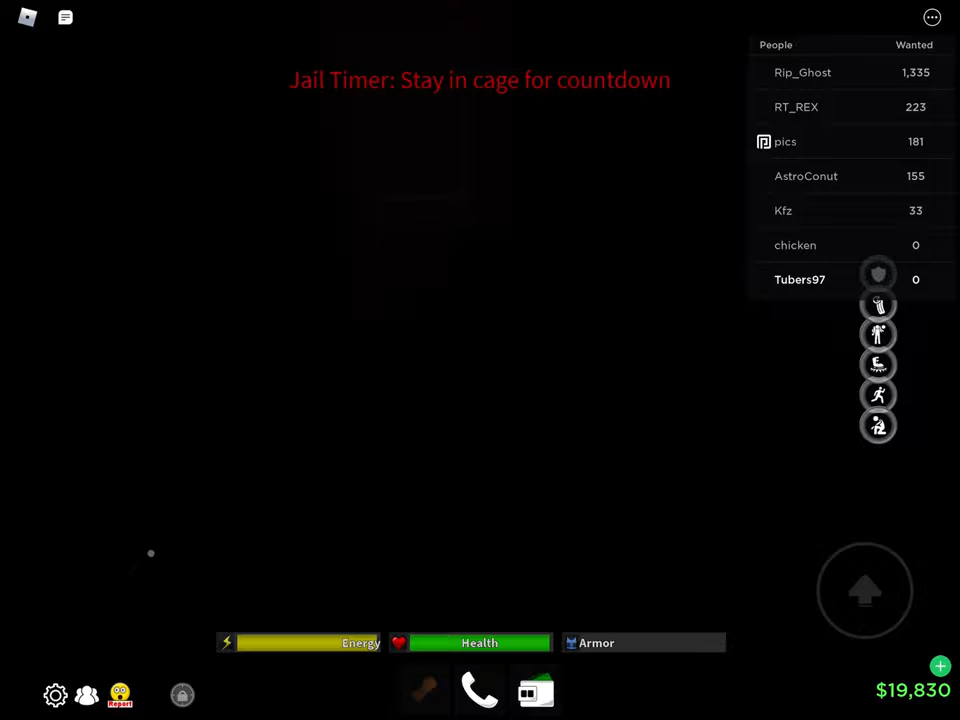 Jail Timer: Stay in cage for countdown
People Wanted
Rip_Ghost 1,335
RT_REX 223
pics 181
AstroConut 155
Kfz 33
chicken 0
Tubers97 0
Energy Health Armor
Report
$19,830